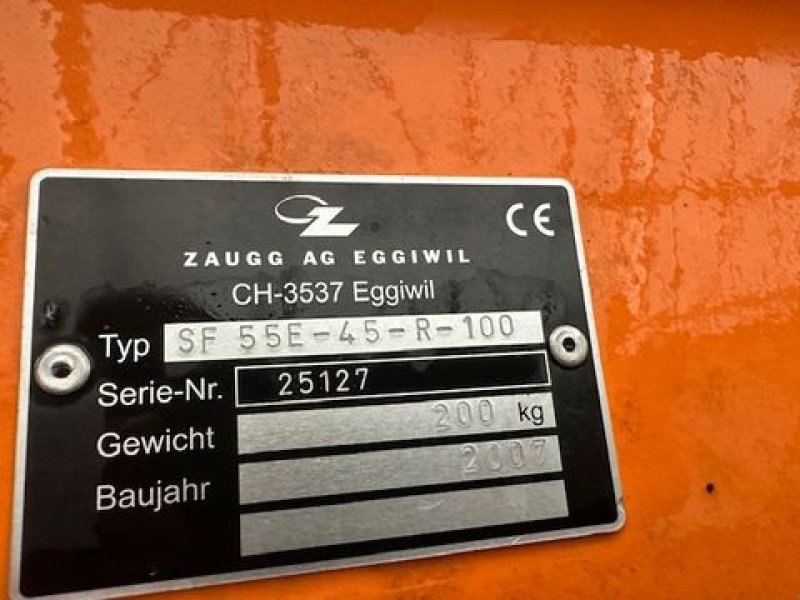 Z
CE
ZAUGG AG EGGIWIL
CH-3537 Eggiwil
Typ SF 55E-45-R-100
Serie-Nr. 25127
Gewicht 200 kg
Baujahr 2007